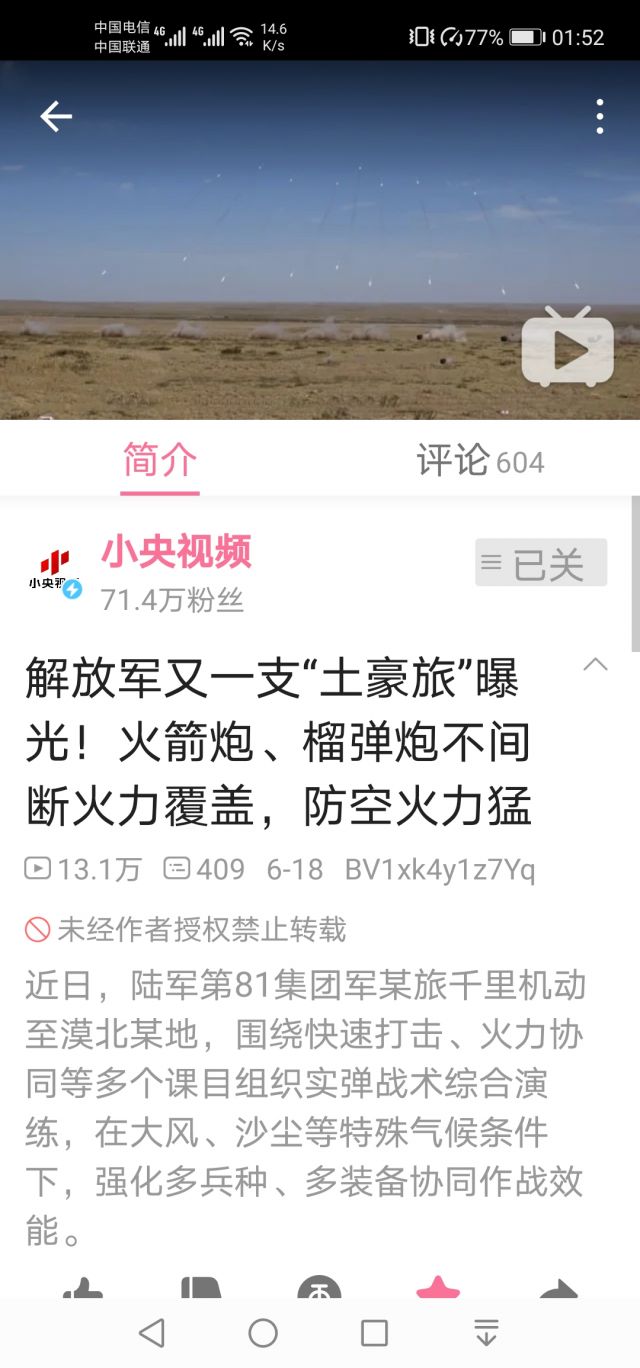 中国电信 4G 4G 14.6
中国联通 K/s 77% 01:52
简介 评论 604
小央视频
71.4万粉丝
已关
解放军又一支“土豪旅”曝
光！火箭炮、榴弹炮不间
断火力覆盖，防空火力猛
13.1万 409 6-18 BV1xk4y1z7Yq
未经作者授权禁止转载
近日，陆军第81集团军某旅千里机动
至漠北某地，围绕快速打击、火力协
同等多个课目组织实弹战术综合演
练，在大风、沙尘等特殊气候条件
下，强化多兵种、多装备协同作战效
能。